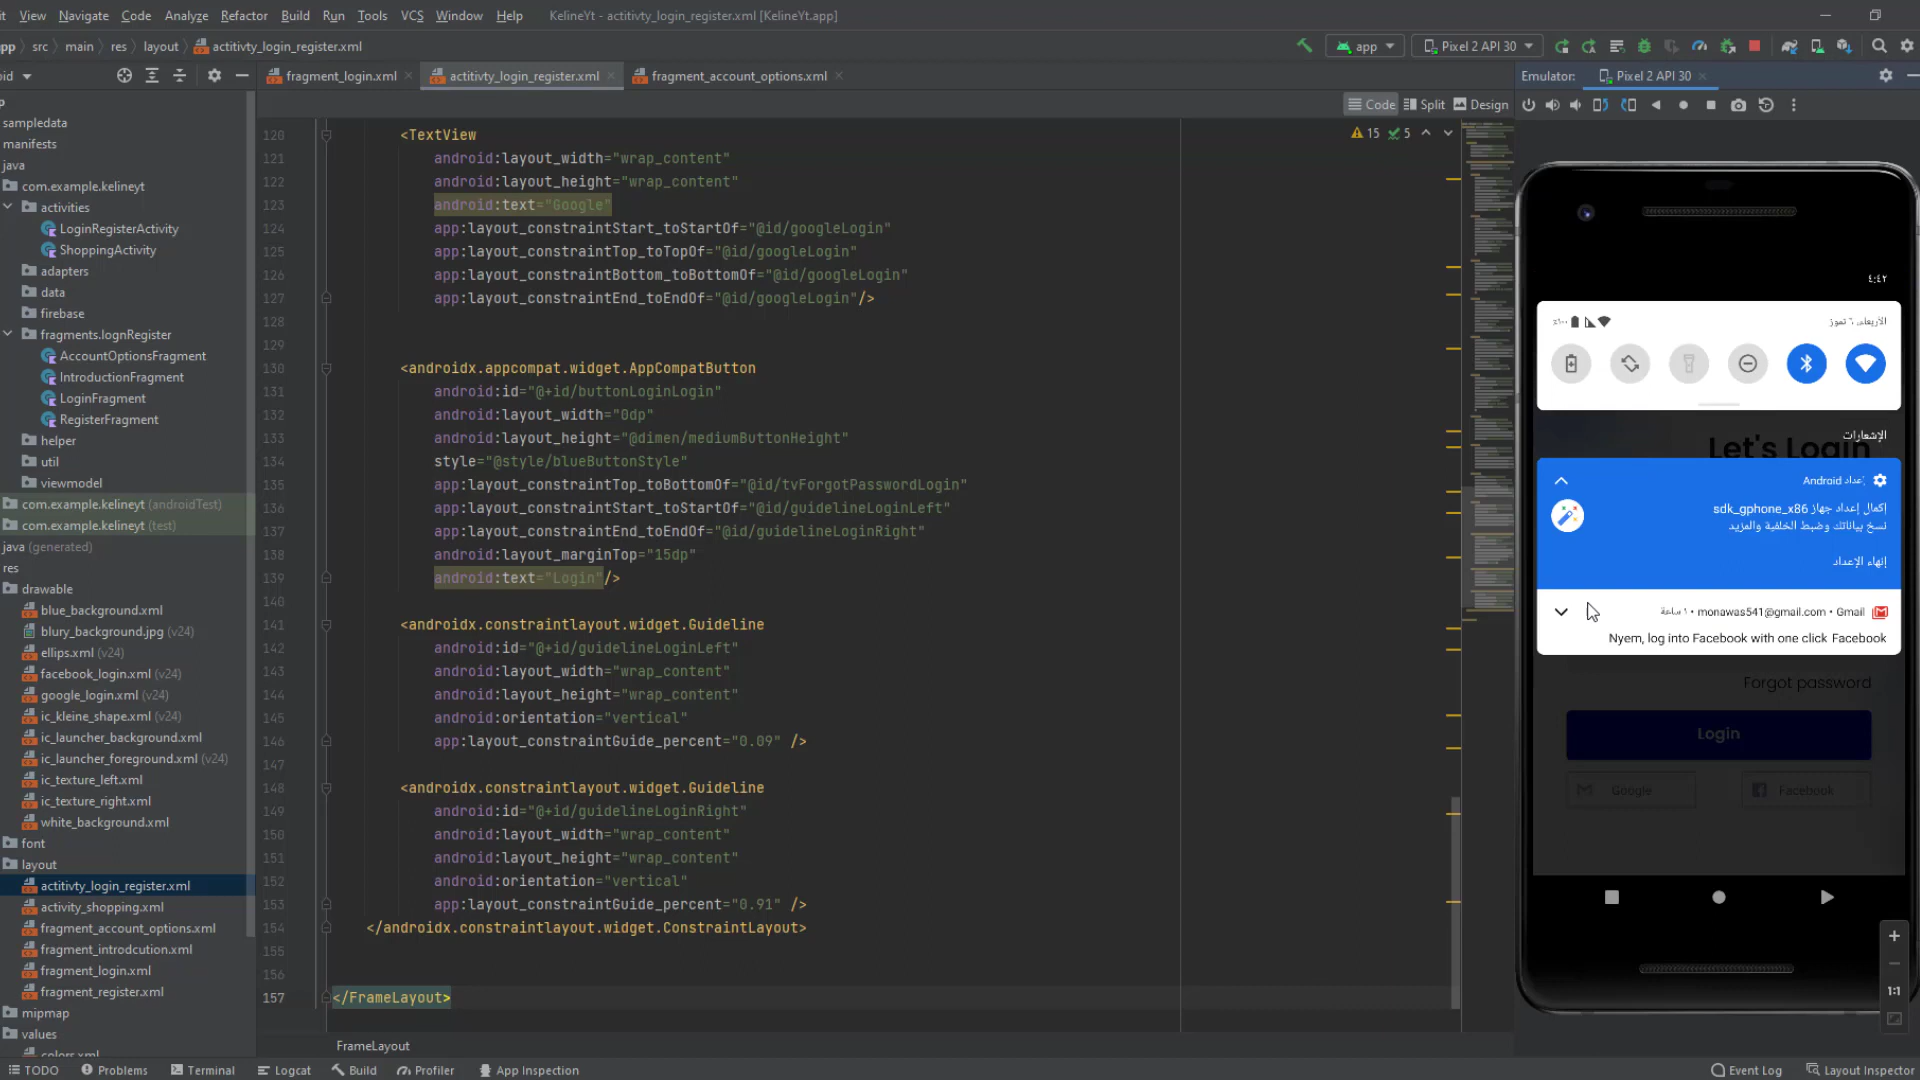 it View Navigate Code Analyze Refactor Build Run Tools VCS Window Help KelineYt - actitivty_login_register.xml [KelineYt.app]
pp src main res layout actitivty_login_register.xml
app Pixel 2 API 30
oid
fragment_login.xml actitivty_login_register.xml fragment_account_options.xml
Emulator: Pixel 2 API 30
Code Split Design
15 5
p
sampledata
manifests
java
com.example.kelineyt
activities
LoginRegisterActivity
ShoppingActivity
adapters
data
firebase
fragments.lognRegister
AccountOptionsFragment
IntroductionFragment
LoginFragment
RegisterFragment
helper
util
viewmodel
com.example.kelineyt (androidTest)
com.example.kelineyt (test)
java (generated)
res
drawable
blue_background.xml
blury_background.jpg (v24)
ellips.xml (v24)
facebook_login.xml (v24)
google_login.xml (v24)
ic_kleine_shape.xml (v24)
ic_launcher_background.xml
ic_launcher_foreground.xml (v24)
ic_texture_left.xml
ic_texture_right.xml
white_background.xml
font
layout
actitivty_login_register.xml
activity_shopping.xml
fragment_account_options.xml
fragment_introdcution.xml
fragment_login.xml
fragment_register.xml
mipmap
values
colors.xml
120 <TextView
121 android:layout_width="wrap_content"
122 android:layout_height="wrap_content"
123 android:text="Google"
124 app:layout_constraintStart_toStartOf="@id/googleLogin"
125 app:layout_constraintTop_toTopOf="@id/googleLogin"
126 app:layout_constraintBottom_toBottomOf="@id/googleLogin"
127 app:layout_constraintEnd_toEndOf="@id/googleLogin"/>
128
129
130 <androidx.appcompat.widget.AppCompatButton
131 android:id="@+id/buttonLoginLogin"
132 android:layout_width="0dp"
133 android:layout_height="@dimen/mediumButtonHeight"
134 style="@style/blueButtonStyle"
135 app:layout_constraintTop_toBottomOf="@id/tvForgotPasswordLogin"
136 app:layout_constraintStart_toStartOf="@id/guidelineLoginLeft"
137 app:layout_constraintEnd_toEndOf="@id/guidelineLoginRight"
138 android:layout_marginTop="15dp"
139 android:text="Login"/>
140
141 <androidx.constraintlayout.widget.Guideline
142 android:id="@+id/guidelineLoginLeft"
143 android:layout_width="wrap_content"
144 android:layout_height="wrap_content"
145 android:orientation="vertical"
146 app:layout_constraintGuide_percent="0.09" />
147
148 <androidx.constraintlayout.widget.Guideline
149 android:id="@+id/guidelineLoginRight"
150 android:layout_width="wrap_content"
151 android:layout_height="wrap_content"
152 android:orientation="vertical"
153 app:layout_constraintGuide_percent="0.91" />
154 </androidx.constraintlayout.widget.ConstraintLayout>
155
156
157 </FrameLayout>
FrameLayout
٤:٤٢
الأربعاء، ٦ تموز
٪١٠٠
الإشعارات
Let's Login
إعداد Android
إكمال إعداد جهاز sdk_gphone_x86
نسخ بياناتك وضبط الخلفية والمزيد
إنهاء الإعداد
Gmail • monawas541@gmail.com • ١ ساعة
Nyem, log into Facebook with one click Facebook
Forgot password
Login
Google Facebook
1:1
TODO Problems Terminal Logcat Build Profiler App Inspection Event Log Layout Inspector